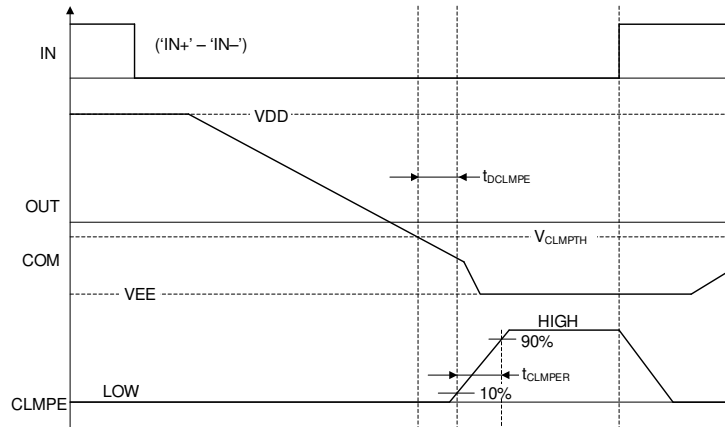 IN
('IN+' – 'IN–')
VDD
tDCLMPE
OUT
VCLMPTH
COM
VEE
HIGH
90%
tCLMPER
LOW
10%
CLMPE